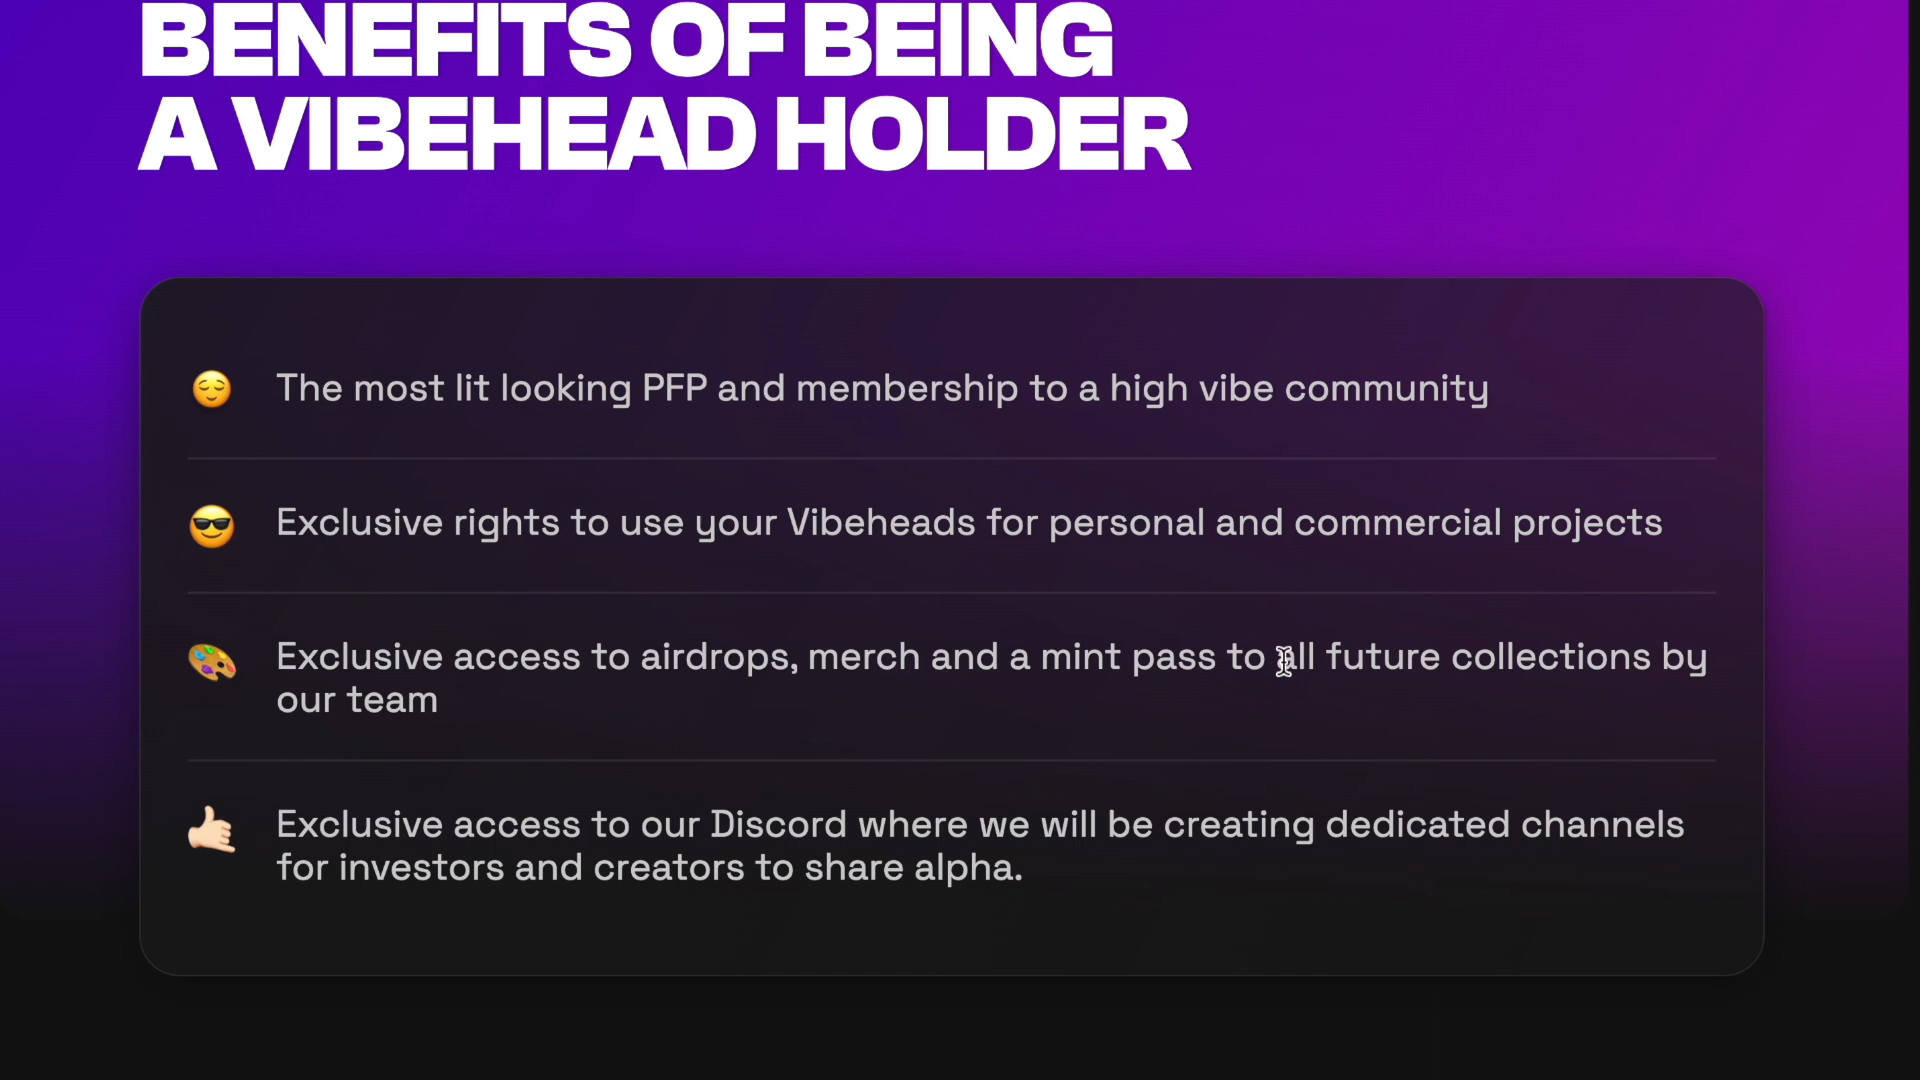 BENEFITS OF BEING
A VIBEHEAD HOLDER
The most lit looking PFP and membership to a high vibe community
Exclusive rights to use your Vibeheads for personal and commercial projects
Exclusive access to airdrops, merch and a mint pass to all future collections by
our team
Exclusive access to our Discord where we will be creating dedicated channels
for investors and creators to share alpha.